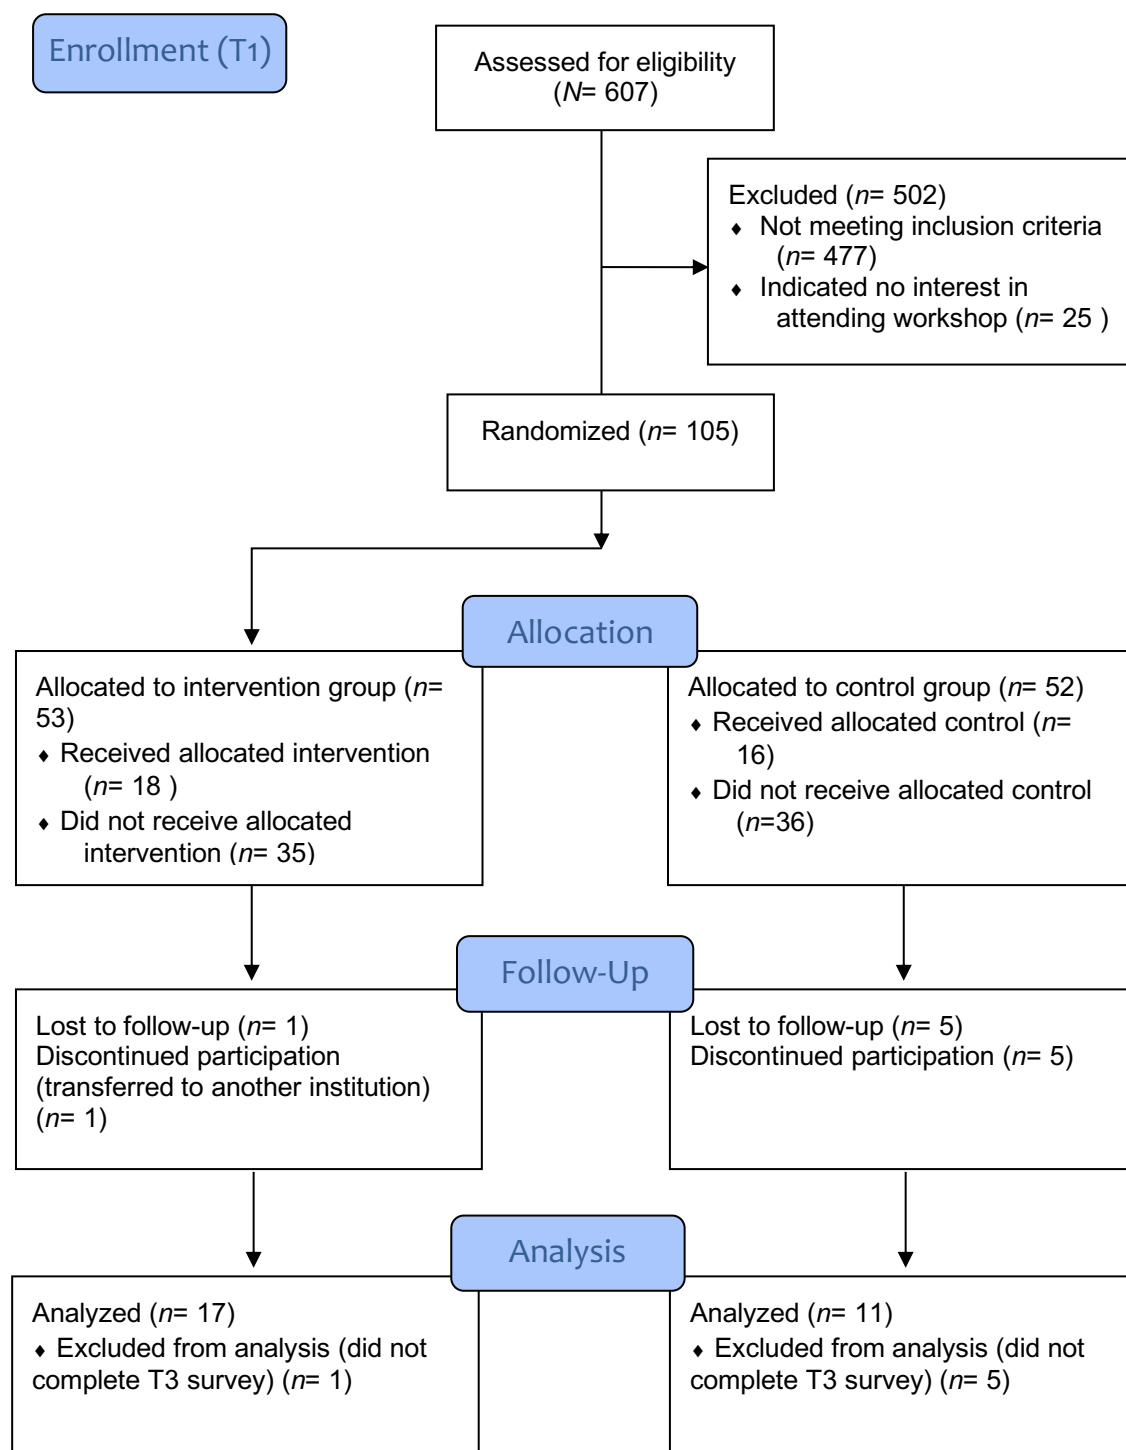 Enrollment (T1)
Assessed for eligibility
(N= 607)
Excluded (n= 502)
♦ Not meeting inclusion criteria
(n= 477)
♦ Indicated no interest in
attending workshop (n= 25 )
Randomized (n= 105)
Allocation
Allocated to intervention group (n=
53)
♦ Received allocated intervention
(n= 18 )
♦ Did not receive allocated
intervention (n= 35)
Allocated to control group (n= 52)
♦ Received allocated control (n=
16)
♦ Did not receive allocated control
(n=36)
Follow-Up
Lost to follow-up (n= 1)
Discontinued participation
(transferred to another institution)
(n= 1)
Lost to follow-up (n= 5)
Discontinued participation (n= 5)
Analysis
Analyzed (n= 17)
♦ Excluded from analysis (did not
complete T3 survey) (n= 1)
Analyzed (n= 11)
♦ Excluded from analysis (did not
complete T3 survey) (n= 5)